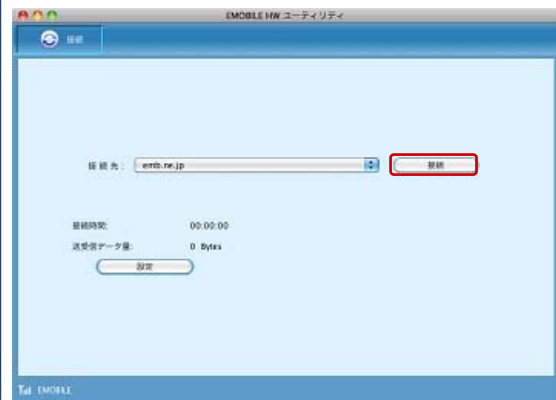 EMOBILE HW ユーティリティ
接続
接続先: emb.ne.jp 接続
接続時間: 00:00:00
送受信データ量: 0 Bytes
設定
EMOBILE